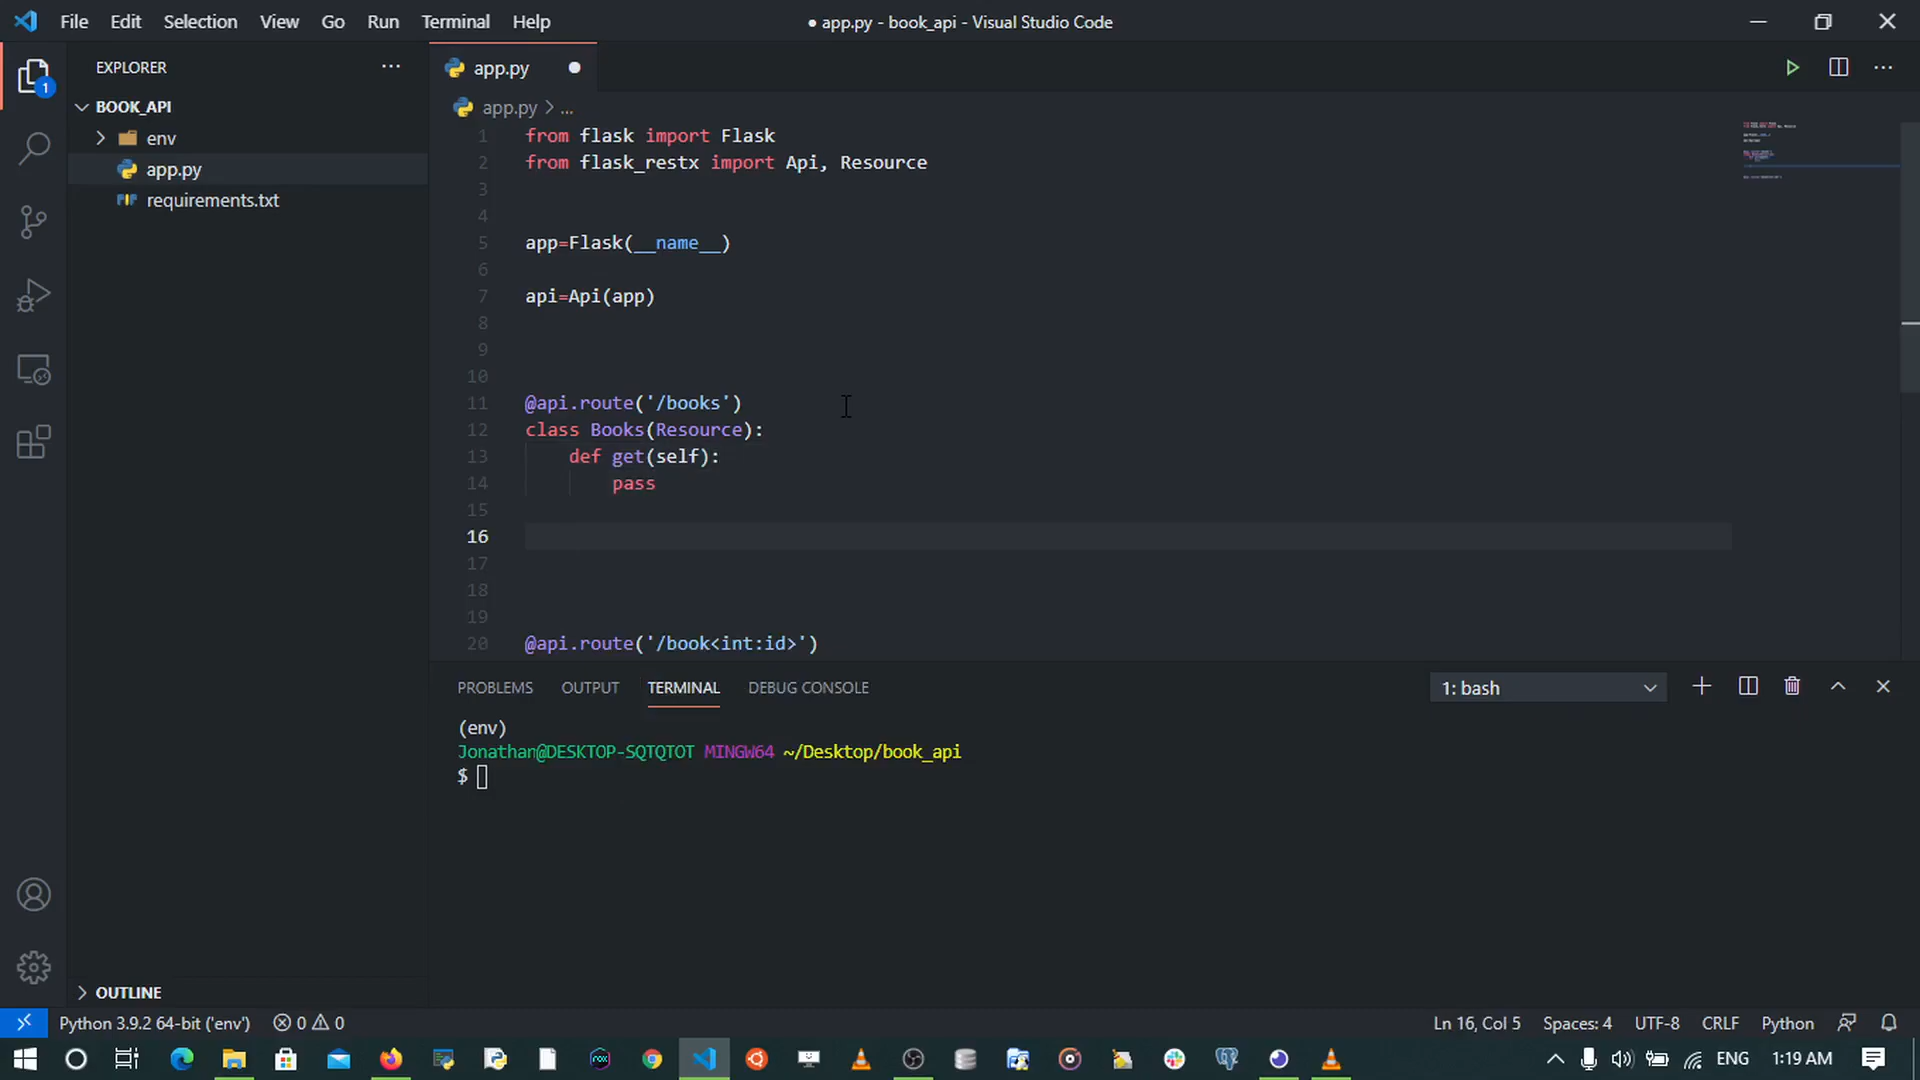 File Edit Selection View Go Run Terminal Help
● app.py - book_api - Visual Studio Code
EXPLORER
BOOK_API
env
app.py
requirements.txt
OUTLINE
1
app.py
app.py > ...
1 from flask import Flask
2 from flask_restx import Api, Resource
3
4
5 app=Flask(__name__)
6
7 api=Api(app)
8
9
10
11 @api.route('/books')
12 class Books(Resource):
13 def get(self):
14 pass
15
16
17
18
19
20 @api.route('/book<int:id>')
PROBLEMS OUTPUT TERMINAL DEBUG CONSOLE
1: bash
(env)
Jonathan@DESKTOP-SQTQTOT MINGW64 ~/Desktop/book_api
$
Python 3.9.2 64-bit ('env') 0 0
Ln 16, Col 5 Spaces: 4 UTF-8 CRLF Python
ENG 1:19 AM